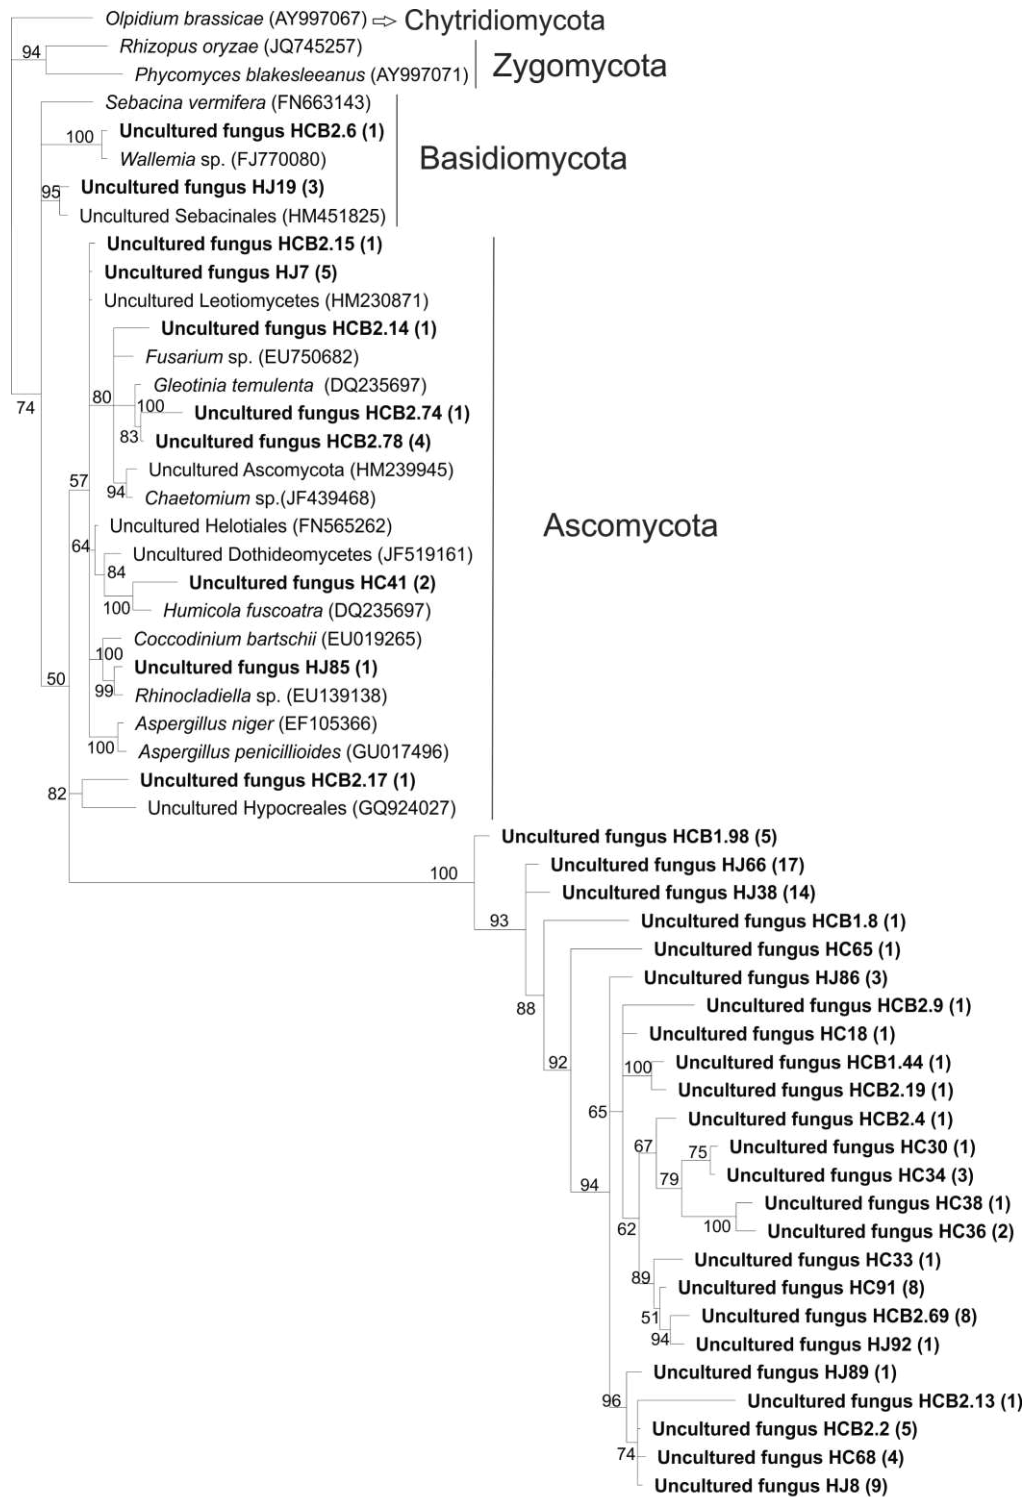 Olpidium brassicae (AY997067) ⇨ Chytridiomycota
94
Rhizopus oryzae (JQ745257)
Phycomyces blakesleeanus (AY997071)
Zygomycota
Sebacina vermifera (FN663143)
100
Uncultured fungus HCB2.6 (1)
Wallemia sp. (FJ770080)
Basidiomycota
95
Uncultured fungus HJ19 (3)
Uncultured Sebacinales (HM451825)
Uncultured fungus HCB2.15 (1)
Uncultured fungus HJ7 (5)
Uncultured Leotiomycetes (HM230871)
Uncultured fungus HCB2.14 (1)
Fusarium sp. (EU750682)
Gleotinia temulenta (DQ235697)
74
80
100
Uncultured fungus HCB2.74 (1)
83
Uncultured fungus HCB2.78 (4)
Uncultured Ascomycota (HM239945)
57
94
Chaetomium sp.(JF439468)
Uncultured Helotiales (FN565262)
Ascomycota
64
Uncultured Dothideomycetes (JF519161)
84
Uncultured fungus HC41 (2)
100
Humicola fuscoatra (DQ235697)
Coccodinium bartschii (EU019265)
100
Uncultured fungus HJ85 (1)
50
99
Rhinocladiella sp. (EU139138)
Aspergillus niger (EF105366)
100
Aspergillus penicillioides (GU017496)
Uncultured fungus HCB2.17 (1)
82
Uncultured Hypocreales (GQ924027)
Uncultured fungus HCB1.98 (5)
100
Uncultured fungus HJ66 (17)
Uncultured fungus HJ38 (14)
93
Uncultured fungus HCB1.8 (1)
Uncultured fungus HC65 (1)
Uncultured fungus HJ86 (3)
88
Uncultured fungus HCB2.9 (1)
Uncultured fungus HC18 (1)
92
100
Uncultured fungus HCB1.44 (1)
Uncultured fungus HCB2.19 (1)
65
Uncultured fungus HCB2.4 (1)
67
75
Uncultured fungus HC30 (1)
79
Uncultured fungus HC34 (3)
94
Uncultured fungus HC38 (1)
62
100
Uncultured fungus HC36 (2)
Uncultured fungus HC33 (1)
89
Uncultured fungus HC91 (8)
51
Uncultured fungus HCB2.69 (8)
94
Uncultured fungus HJ92 (1)
Uncultured fungus HJ89 (1)
96
Uncultured fungus HCB2.13 (1)
Uncultured fungus HCB2.2 (5)
74
Uncultured fungus HC68 (4)
Uncultured fungus HJ8 (9)